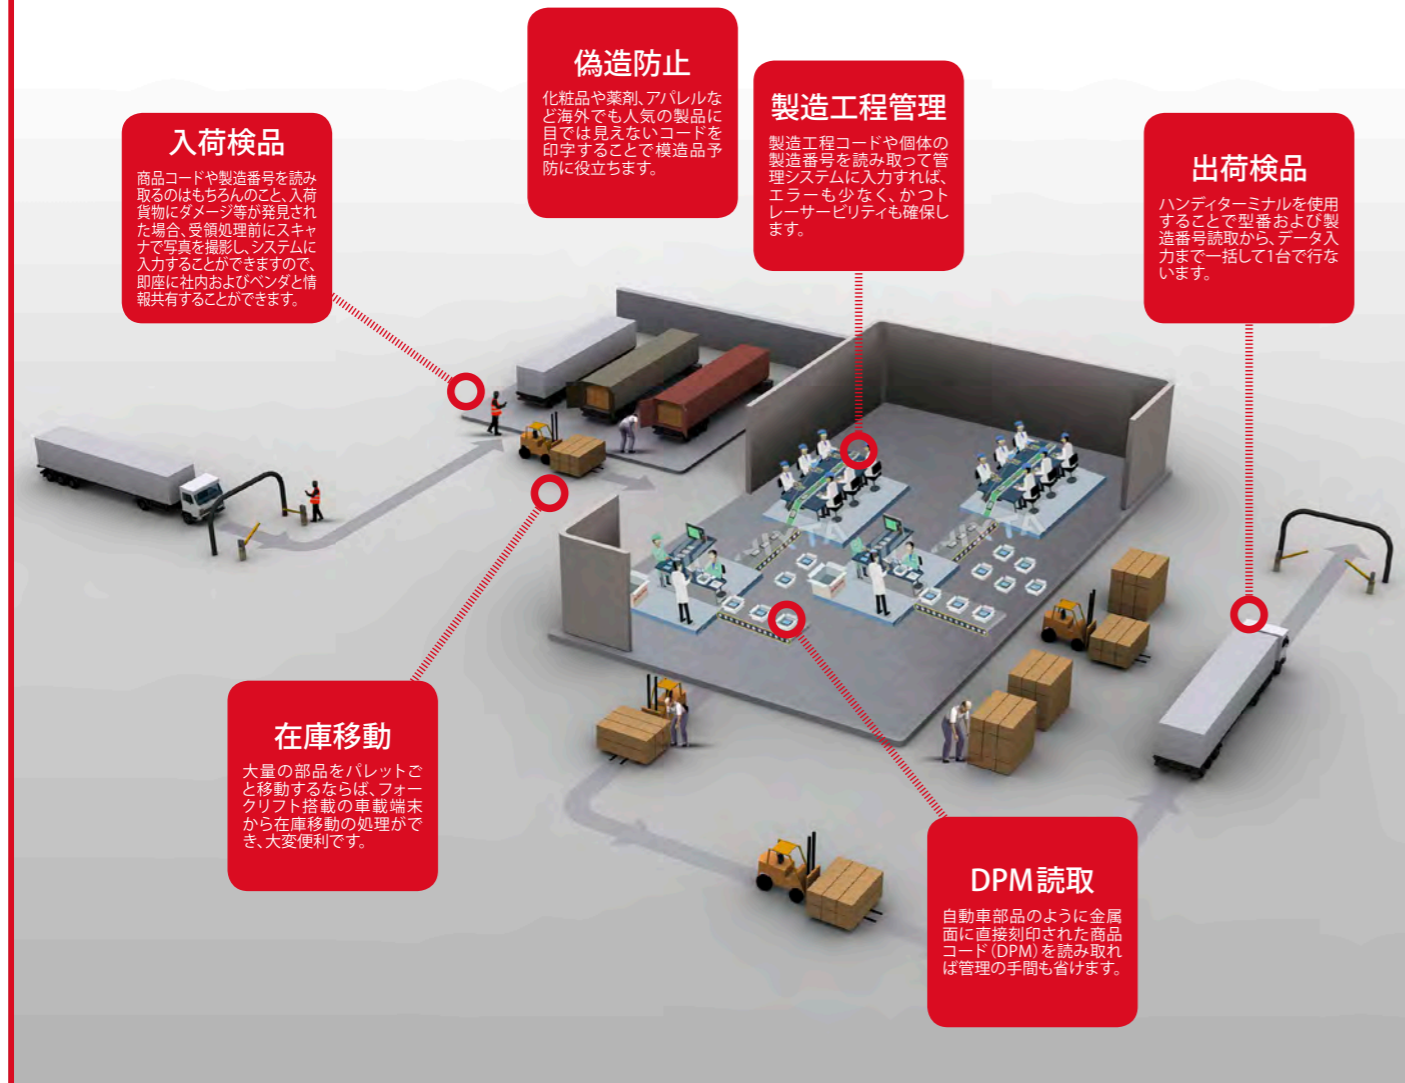 偽造防止
化粧品や薬剤、アパレルな
ど海外でも人気の製品に
目では見えないコードを
印字することで模造品予
防に役立ちます。
製造工程管理
製造工程コードや個体の
製造番号を読み取って管
理システムに入力すれば、
エラーも少なく、かつト
レーサービリティも確保し
ます。
入荷検品
商品コードや製造番号を読み
取るのはもちろんのこと、入荷
貨物にダメージ等が発見され
た場合、受領処理前にスキャ
ナで写真を撮影し、システムに
入力することができますので、
即座に社内およびベンダと情
報共有することができます。
出荷検品
ハンディターミナルを使用
することで型番および製
造番号読取から、データ入
力まで一括して1台で行な
います。
在庫移動
大量の部品をパレットご
と移動するならば、フォー
クリフト搭載の車載端末
から在庫移動の処理がで
き、大変便利です。
DPM読取
自動車部品のように金属
面に直接刻印された商品
コード(DPM)を読み取れ
ば管理の手間も省けます。